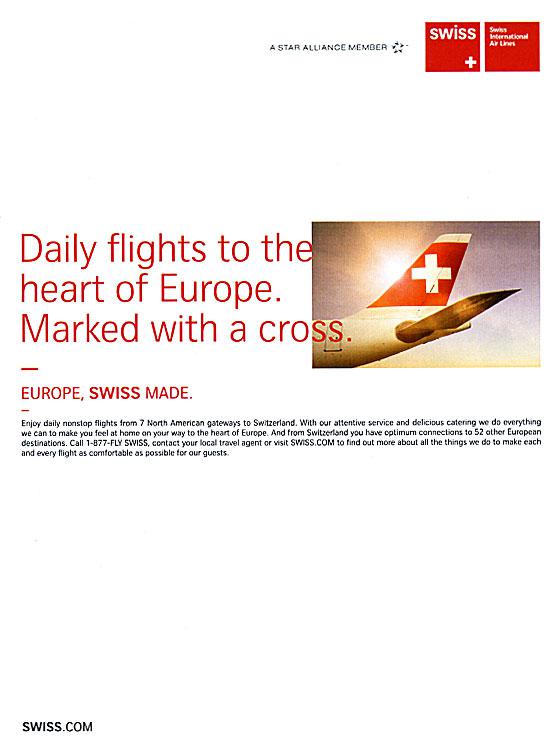 A STAR ALLIANCE MEMBER
swiss
Swiss
International
Air Lines
Daily flights to the
heart of Europe.
Marked with a cross.
EUROPE, SWISS MADE.
Enjoy daily nonstop flights from 7 North American gateways to Switzerland. With our attentive service and delicious catering we do everything
we can to make you feel at home on your way to the heart of Europe. And from Switzerland you have optimum connections to 52 other European
destinations. Call 1-877-FLY SWISS, contact your local travel agent or visit SWISS.COM to find out more about all the things we do to make each
and every flight as comfortable as possible for our guests.
SWISS.COM